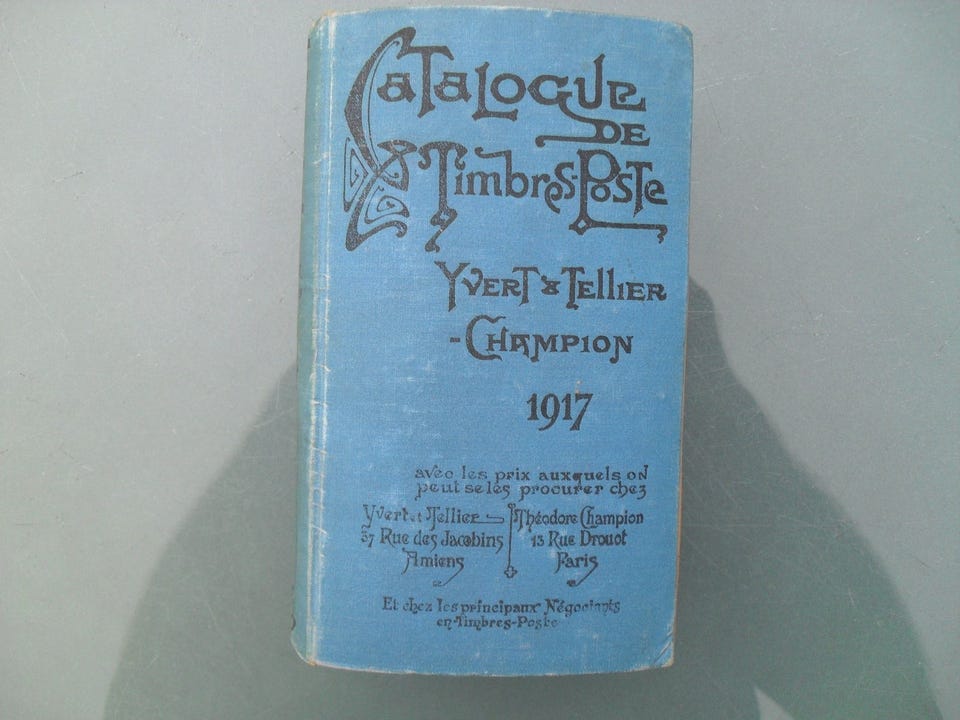 Catalogue
de
Timbres-Poste
Yvert & Tellier
-Champion
1917
avec les prix auxquels on
peut se les procurer chez
Yvert et Tellier
37 Rue des Jacobins
Amiens
Théodore Champion
13 Rue Drouot
Paris
Et chez les principaux Négociants
en Timbres-Poste